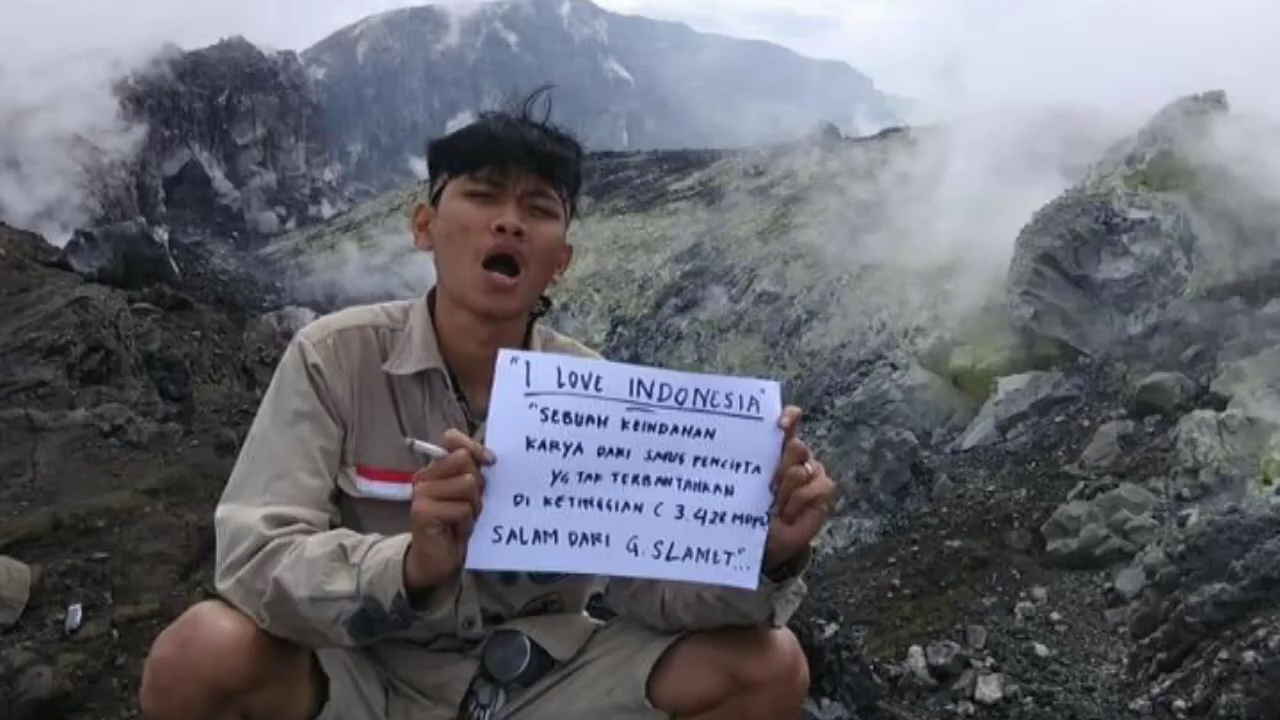 "I LOVE INDONESIA"
"SEBUAH KEINDAHAN
KARYA DARI SANG PENCIPTA
YG TAK TERBANTAHKAN
DI KETINGGIAN ( 3.428 MDPL)
SALAM DARI G. SLAMET"...